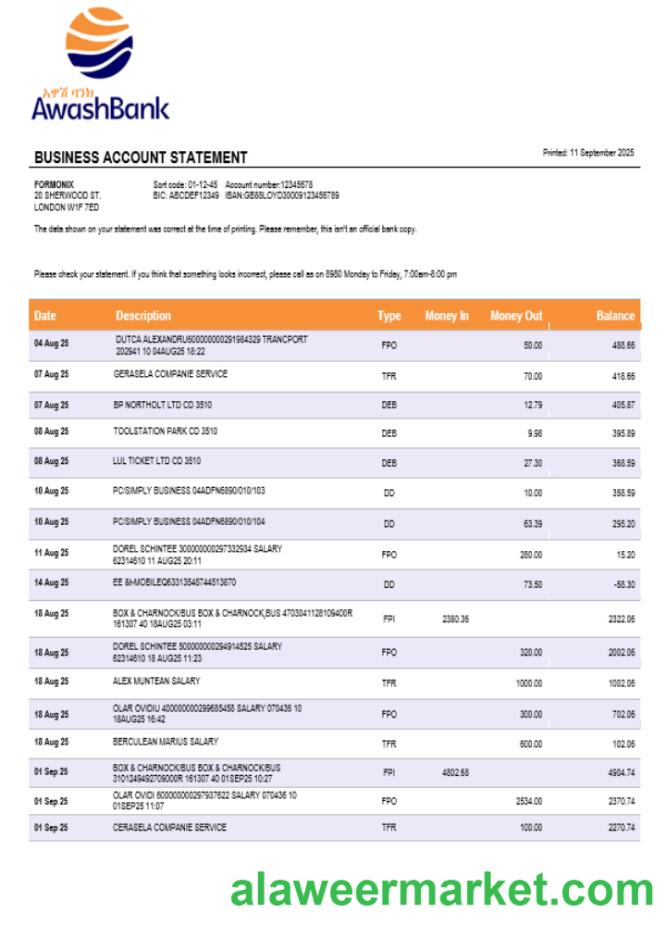 አዋሽ ባንክ
AwashBank
BUSINESS ACCOUNT STATEMENT
Printed: 11 September 2025
FORMONIX
20 SHERWOOD ST.
LONDON W1F 7ED
Sort code: 01-12-45 Account number:12345678
BIC: ABCDEF12349 IBAN:GB88LOYD30009123456789
The data shown on your statement was correct at the time of printing. Please remember, this isn't an official bank copy.
Please check your statement. If you think that something looks incorrect, please call as on 8980 Monday to Friday, 7:00am-8:00 pm
Date Description Type Money In Money Out Balance
04 Aug 25 DUTCA ALEXANDRU600000000291984329 TRANCPORT FPO 50.00 488.66
202941 10 04AUG25 18:22
07 Aug 25 GERASELA COMPANIE SERVICE TFR 70.00 418.66
07 Aug 25 BP NORTHOLT LTD CD 3510 DEB 12.79 405.87
08 Aug 25 TOOLSTATION PARK CD 3510 DEB 9.98 395.89
08 Aug 25 LUL TICKET LTD CD 3510 DEB 27.30 368.59
10 Aug 25 PC/SIMPLY BUSINESS 04ADFN6890/010/103 DD 10.00 358.59
10 Aug 25 PC/SIMPLY BUSINESS 04ADFN6890/010/104 DD 63.39 295.20
11 Aug 25 DOREL SCHINTEE 300000000297332934 SALARY FPO 280.00 15.20
62314610 11 AUG25 20:11
14 Aug 25 EE &I-MOBILEQ63313548744513870 DD 73.50 -58.30
18 Aug 25 BOX & CHARNOCK/BUS BOX & CHARNOCK,BUS 4703041128109400R FPI 2380.36 2322.06
161307 40 18AUG25 03:11
18 Aug 25 DOREL SCHINTEE 500000000294914525 SALARY FPO 320.00 2002.06
62314610 18 AUG25 11:23
18 Aug 25 ALEX MUNTEAN SALARY TFR 1000.00 1002.06
18 Aug 25 OLAR OVIDIU 400000000299685458 SALARY 070436 10 FPO 300.00 702.06
18AUG25 16:42
18 Aug 25 BERCULEAN MARIUS SALARY TFR 600.00 102.06
01 Sep 25 BOX & CHARNOCK/BUS BOX & CHARNOCK/BUS FPI 4802.68 4904.74
3101249492709000R 161307 40 01SEP25 10:27
01 Sep 25 OLAR OVIDI 600000000297937622 SALARY 070436 10 FPO 2534.00 2370.74
01SEP25 11:07
01 Sep 25 CERASELA COMPANIE SERVICE TFR 100.00 2270.74
alaweermarket.com